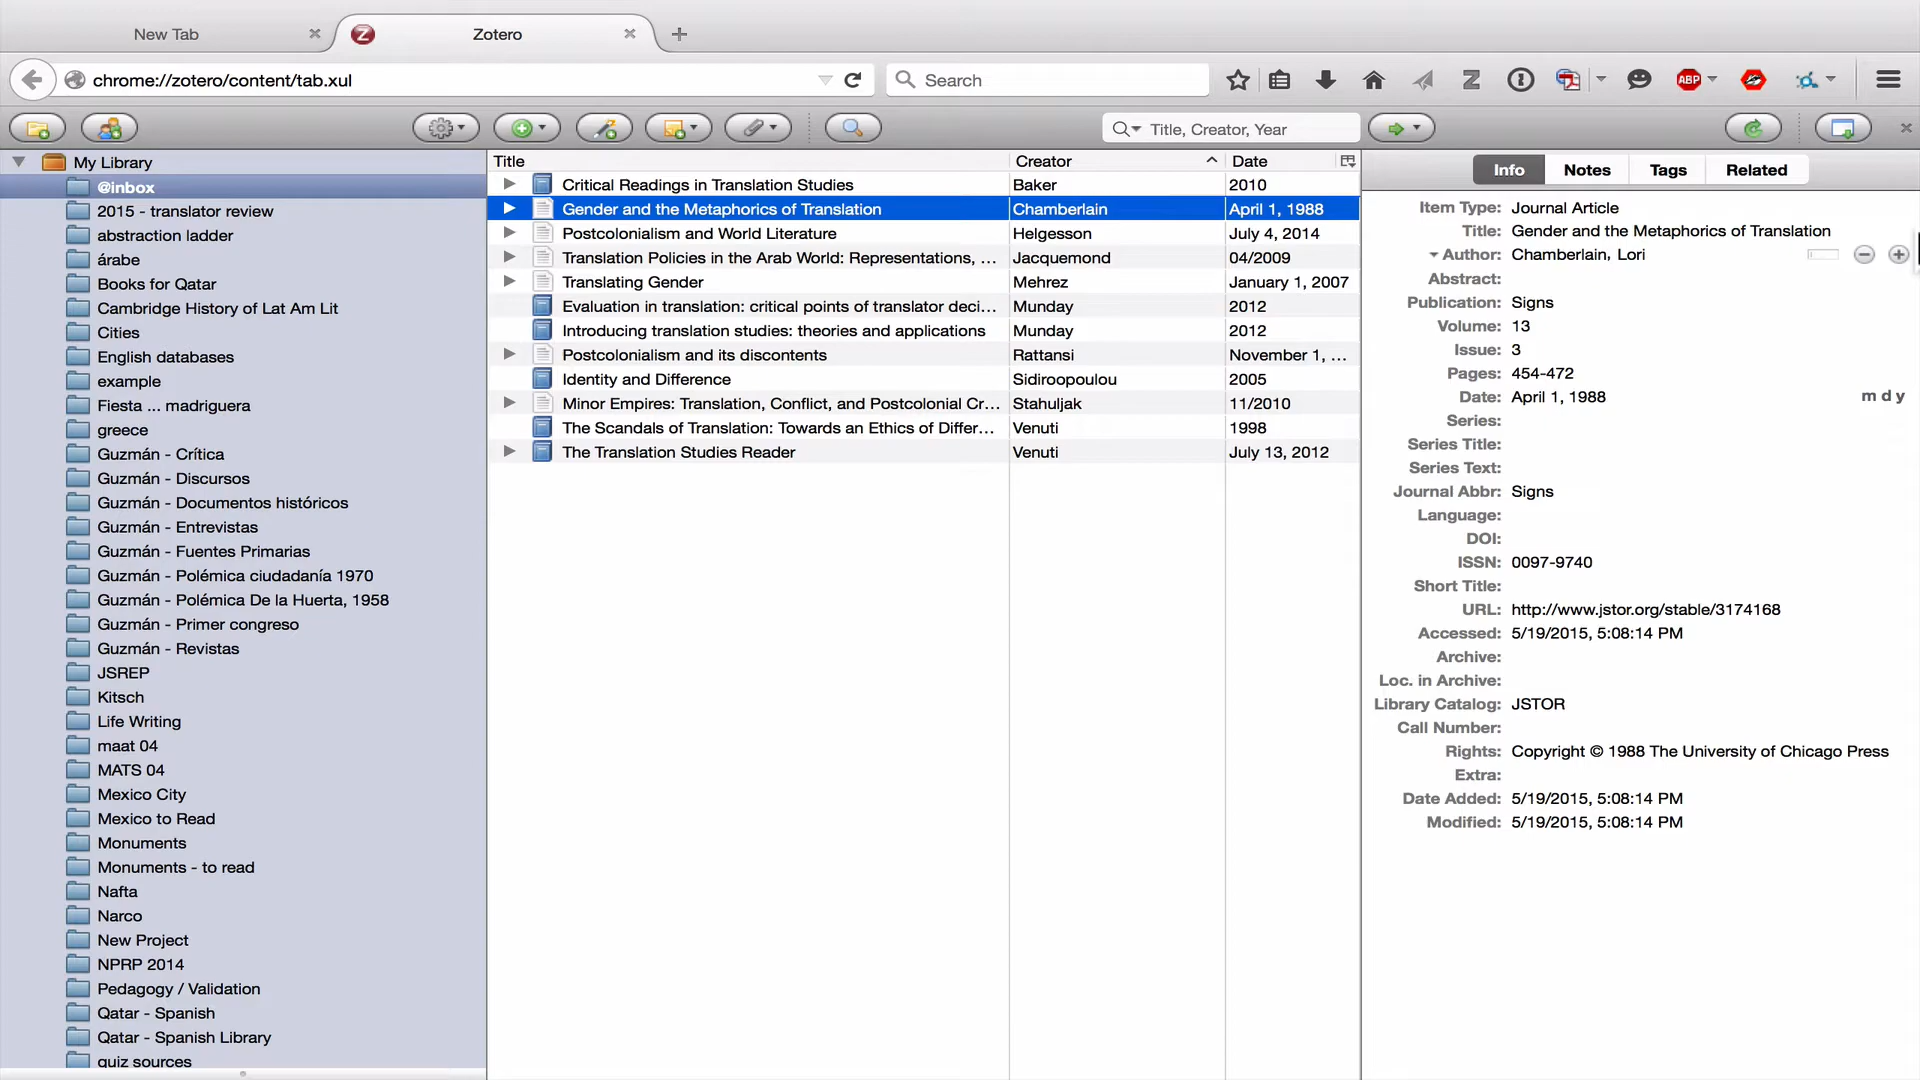 New Tab
Zotero
chrome://zotero/content/tab.xul
Search
ABP
Title, Creator, Year
My Library
@inbox
2015 - translator review
abstraction ladder
árabe
Books for Qatar
Cambridge History of Lat Am Lit
Cities
English databases
example
Fiesta ... madriguera
greece
Guzmán - Crítica
Guzmán - Discursos
Guzmán - Documentos históricos
Guzmán - Entrevistas
Guzmán - Fuentes Primarias
Guzmán - Polémica ciudadanía 1970
Guzmán - Polémica De la Huerta, 1958
Guzmán - Primer congreso
Guzmán - Revistas
JSREP
Kitsch
Life Writing
maat 04
MATS 04
Mexico City
Mexico to Read
Monuments
Monuments - to read
Nafta
Narco
New Project
NPRP 2014
Pedagogy / Validation
Qatar - Spanish
Qatar - Spanish Library
quiz sources
Title Creator Date
Critical Readings in Translation Studies Baker 2010
Gender and the Metaphorics of Translation Chamberlain April 1, 1988
Postcolonialism and World Literature Helgesson July 4, 2014
Translation Policies in the Arab World: Representations, ... Jacquemond 04/2009
Translating Gender Mehrez January 1, 2007
Evaluation in translation: critical points of translator deci... Munday 2012
Introducing translation studies: theories and applications Munday 2012
Postcolonialism and its discontents Rattansi November 1, ...
Identity and Difference Sidiroopoulou 2005
Minor Empires: Translation, Conflict, and Postcolonial Cr... Stahuljak 11/2010
The Scandals of Translation: Towards an Ethics of Differ... Venuti 1998
The Translation Studies Reader Venuti July 13, 2012
Info Notes Tags Related
Item Type: Journal Article
Title: Gender and the Metaphorics of Translation
Author: Chamberlain, Lori
Abstract:
Publication: Signs
Volume: 13
Issue: 3
Pages: 454-472
Date: April 1, 1988 m d y
Series:
Series Title:
Series Text:
Journal Abbr: Signs
Language:
DOI:
ISSN: 0097-9740
Short Title:
URL: http://www.jstor.org/stable/3174168
Accessed: 5/19/2015, 5:08:14 PM
Archive:
Loc. in Archive:
Library Catalog: JSTOR
Call Number:
Rights: Copyright © 1988 The University of Chicago Press
Extra:
Date Added: 5/19/2015, 5:08:14 PM
Modified: 5/19/2015, 5:08:14 PM